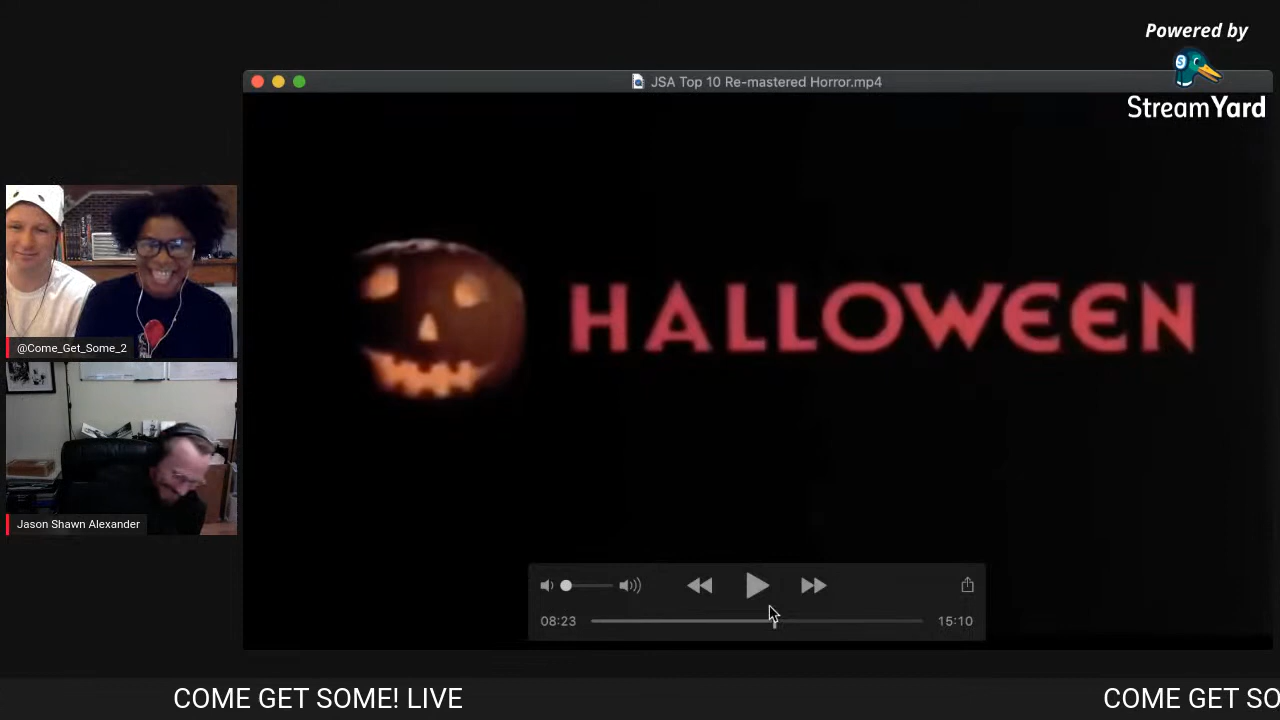 Powered by
StreamYard
JSA Top 10 Re-mastered Horror.mp4
HALLOWEEN
@Come_Get_Some_2
Jason Shawn Alexander
08:23
15:10
COME GET SOME! LIVE
COME GET SO